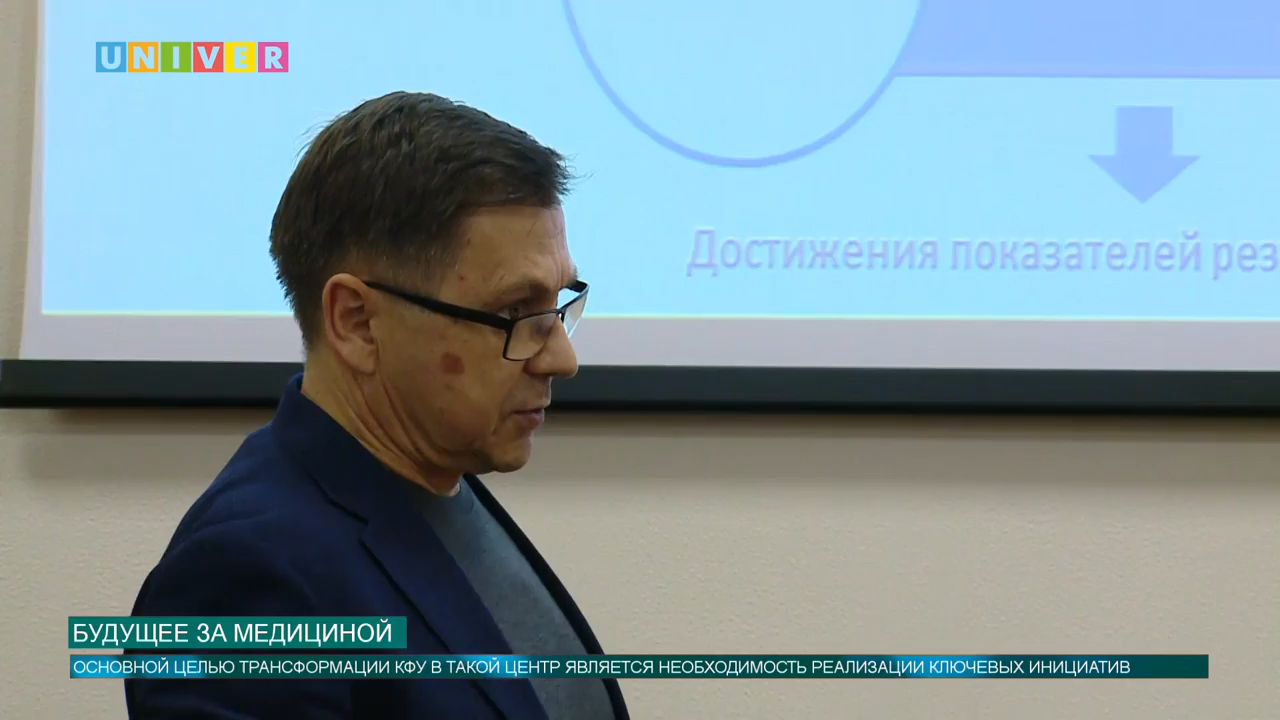 UNIVER
Достижения показателей рез
БУДУЩЕЕ ЗА МЕДИЦИНОЙ
ОСНОВНОЙ ЦЕЛЬЮ ТРАНСФОРМАЦИИ КФУ В ТАКОЙ ЦЕНТР ЯВЛЯЕТСЯ НЕОБХОДИМОСТЬ РЕАЛИЗАЦИИ КЛЮЧЕВЫХ ИНИЦИАТИВ